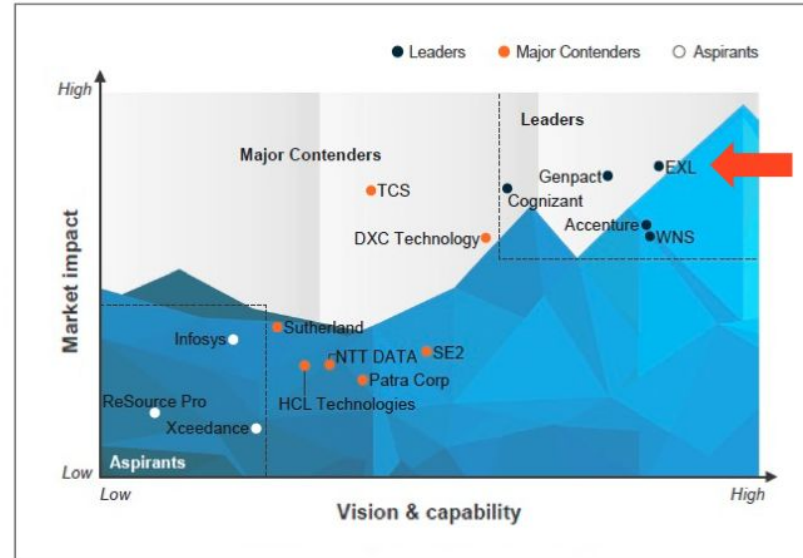 Leaders
Major Contenders
Aspirants
High
Leaders
Major Contenders
EXL
Genpact
TCS
Cognizant
Accenture
WNS
DXC Technology
Market impact
Sutherland
Infosys
NTT DATA
SE2
Patra Corp
HCL Technologies
ReSource Pro
Xceedance
Aspirants
Low
Low
High
Vision & capability